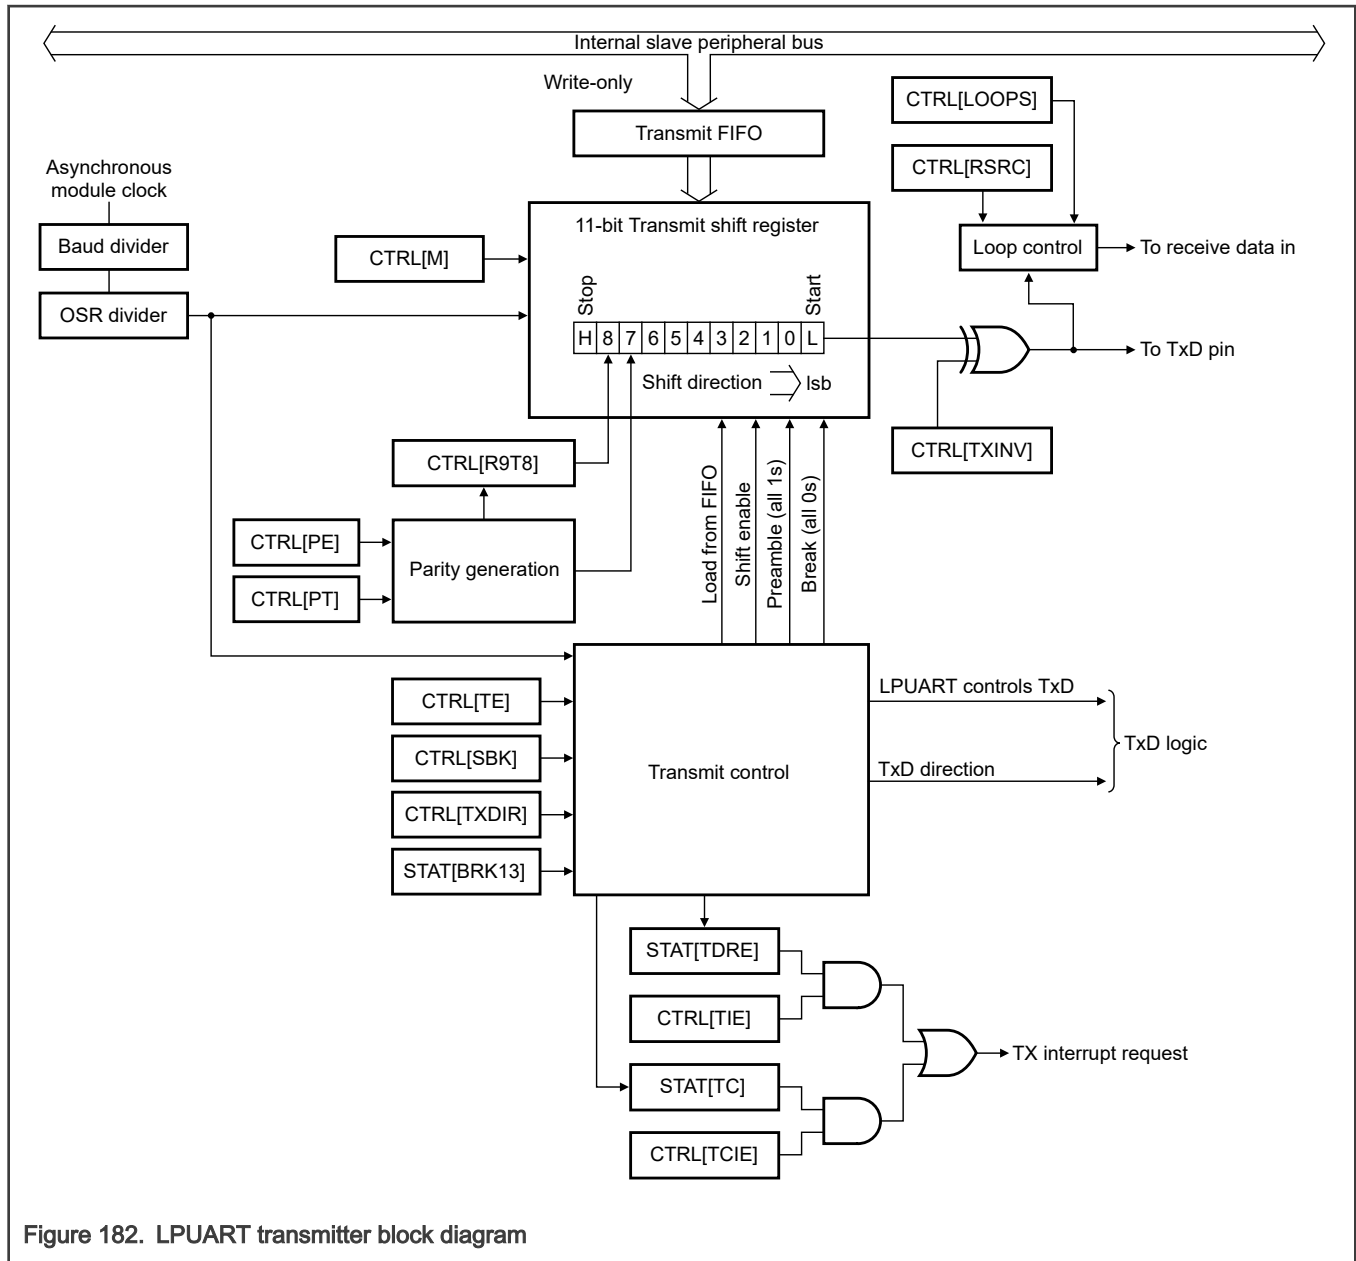 Internal slave peripheral bus
Write-only
CTRL[LOOPS]
Transmit FIFO
CTRL[RSRC]
Asynchronous
module clock
11-bit Transmit shift register
Baud divider
CTRL[M]
Loop control
To receive data in
Stop
Start
OSR divider
H 8 7 6 5 4 3 2 1 0 L
To TxD pin
Shift direction
lsb
CTRL[R9T8]
CTRL[TXINV]
Load from FIFO
Shift enable
Preamble (all 1s)
Break (all 0s)
CTRL[PE]
Parity generation
CTRL[PT]
CTRL[TE]
LPUART controls TxD
CTRL[SBK]
Transmit control
TxD logic
TxD direction
CTRL[TXDIR]
STAT[BRK13]
STAT[TDRE]
CTRL[TIE]
TX interrupt request
STAT[TC]
CTRL[TCIE]
Figure 182. LPUART transmitter block diagram